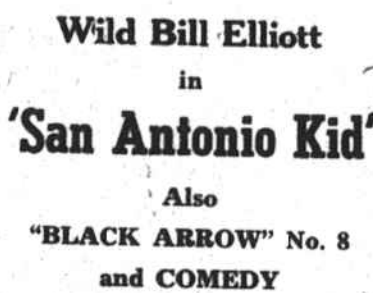 Wild Bill Elliott
in
'San Antonio Kid'
Also
"BLACK ARROW" No. 8
and COMEDY